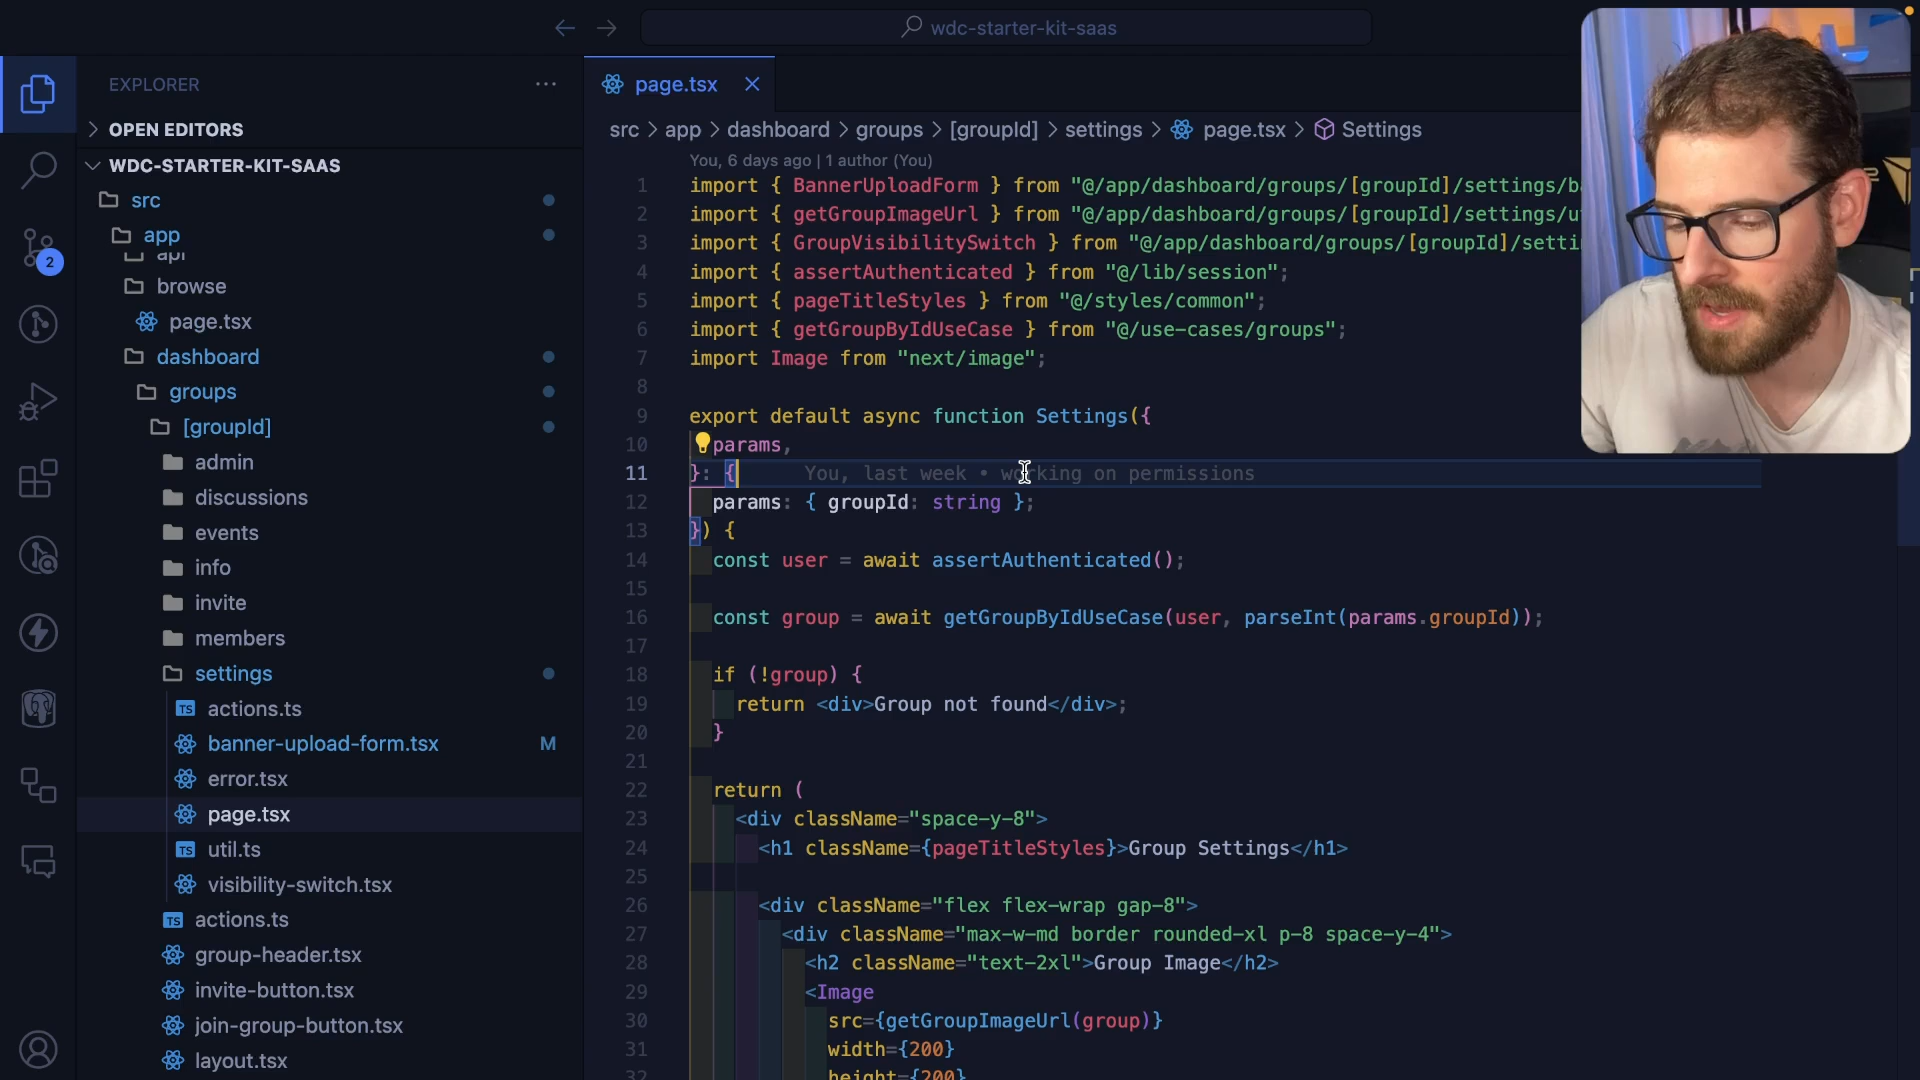 wdc-starter-kit-saas
EXPLORER
OPEN EDITORS
WDC-STARTER-KIT-SAAS
src
app
api
browse
page.tsx
dashboard
groups
[groupId]
admin
discussions
events
info
invite
members
settings
actions.ts
banner-upload-form.tsx M
error.tsx
page.tsx
util.ts
visibility-switch.tsx
actions.ts
group-header.tsx
invite-button.tsx
join-group-button.tsx
layout.tsx
2
page.tsx
src > app > dashboard > groups > [groupId] > settings > page.tsx > Settings
You, 6 days ago | 1 author (You)
1 import { BannerUploadForm } from "@/app/dashboard/groups/[groupId]/settings/b
2 import { getGroupImageUrl } from "@/app/dashboard/groups/[groupId]/settings/u
3 import { GroupVisibilitySwitch } from "@/app/dashboard/groups/[groupId]/setti
4 import { assertAuthenticated } from "@/lib/session";
5 import { pageTitleStyles } from "@/styles/common";
6 import { getGroupByIdUseCase } from "@/use-cases/groups";
7 import Image from "next/image";
8
9 export default async function Settings({
10 params,
11 }: { You, last week • working on permissions
12 params: { groupId: string };
13 }) {
14 const user = await assertAuthenticated();
15
16 const group = await getGroupByIdUseCase(user, parseInt(params.groupId));
17
18 if (!group) {
19 return <div>Group not found</div>;
20 }
21
22 return (
23 <div className="space-y-8">
24 <h1 className={pageTitleStyles}>Group Settings</h1>
25
26 <div className="flex flex-wrap gap-8">
27 <div className="max-w-md border rounded-xl p-8 space-y-4">
28 <h2 className="text-2xl">Group Image</h2>
29 <Image
30 src={getGroupImageUrl(group)}
31 width={200}
32 height={200}